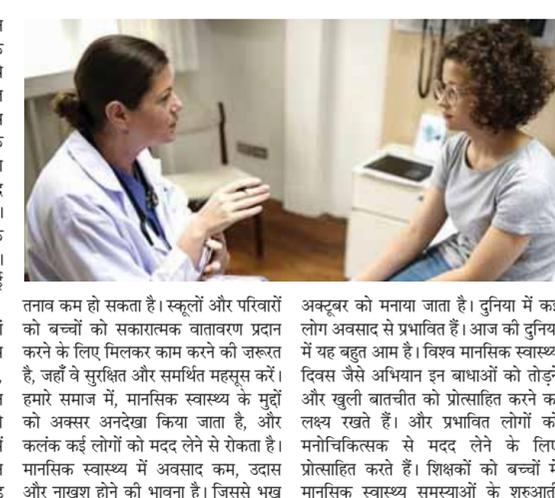 तनाव कम हो सकता है। स्कूलों और परिवारों
को बच्चों को सकारात्मक वातावरण प्रदान
करने के लिए मिलकर काम करने की ज़रूरत
है, जहाँ वे सुरक्षित और समर्थित महसूस करें।
हमारे समाज में, मानसिक स्वास्थ्य के मुद्दों
को अक्सर अनदेखा किया जाता है, और
कलंक कई लोगों को मदद लेने से रोकता है।
मानसिक स्वास्थ्य में अवसाद कम, उदास
और नाखुश होने की भावना है। जिससे भूख
अक्टूबर को मनाया जाता है। दुनिया में
लोग अवसाद से प्रभावित हैं। आज की
में यह बहुत आम है। विश्व मानसिक स्वास्थ्य
दिवस जैसे अभियान इन बाधाओं को तोड़ने
और खुली बातचीत को प्रोत्साहित करने
लक्ष्य रखते हैं। और प्रभावित लोगों को
मनोचिकित्सक से मदद लेने के लिए
प्रोत्साहित करते हैं। शिक्षकों को बच्चों में
मानसिक स्वास्थ्य समस्याओं के